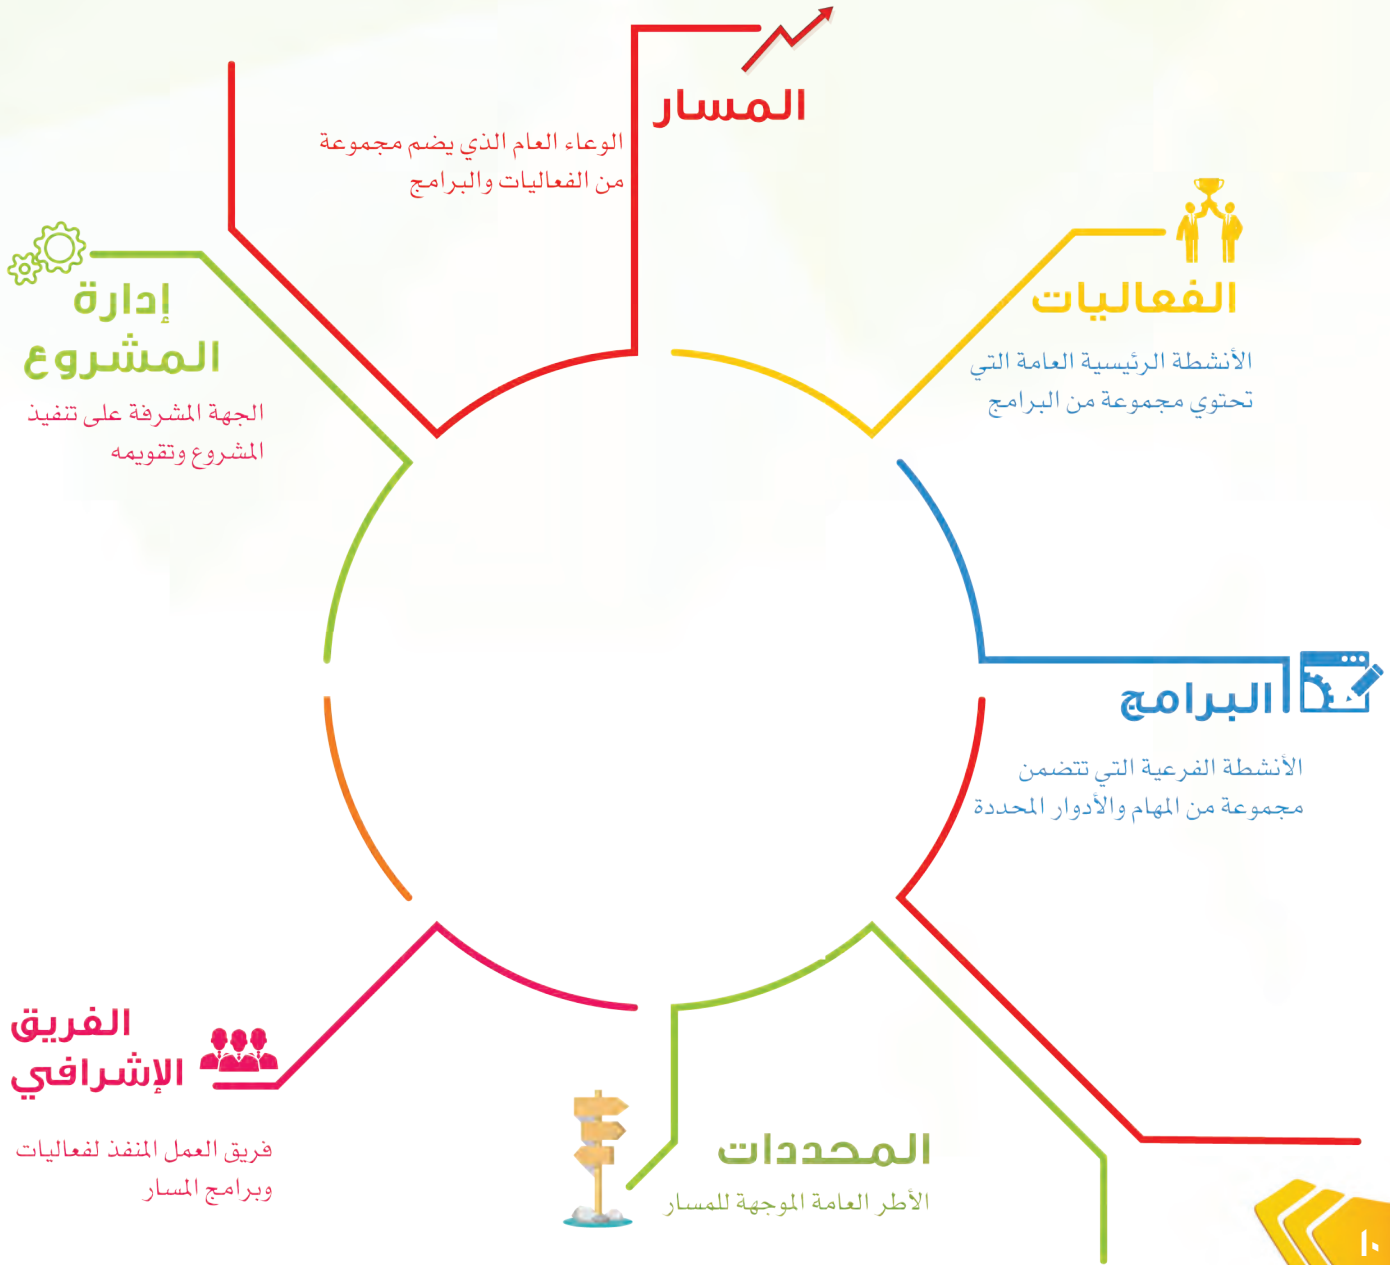 المسار
الوعاء العام الذي يضم مجموعة
من الفعاليات والبرامج
الفعاليات
الأنشطة الرئيسية العامة التي
تحتوي مجموعة من البرامج
البرامج
الأنشطة الفرعية التي تتضمن
مجموعة من المهام والأدوار المحددة
المحددات
الأطر العامة الموجهة للمسار
الفريق
الإشرافي
فريق العمل المنفذ لفعاليات
وبرامج المسار
إدارة
المشروع
الجهة المشرفة على تنفيذ
المشروع وتقويمه
١٠